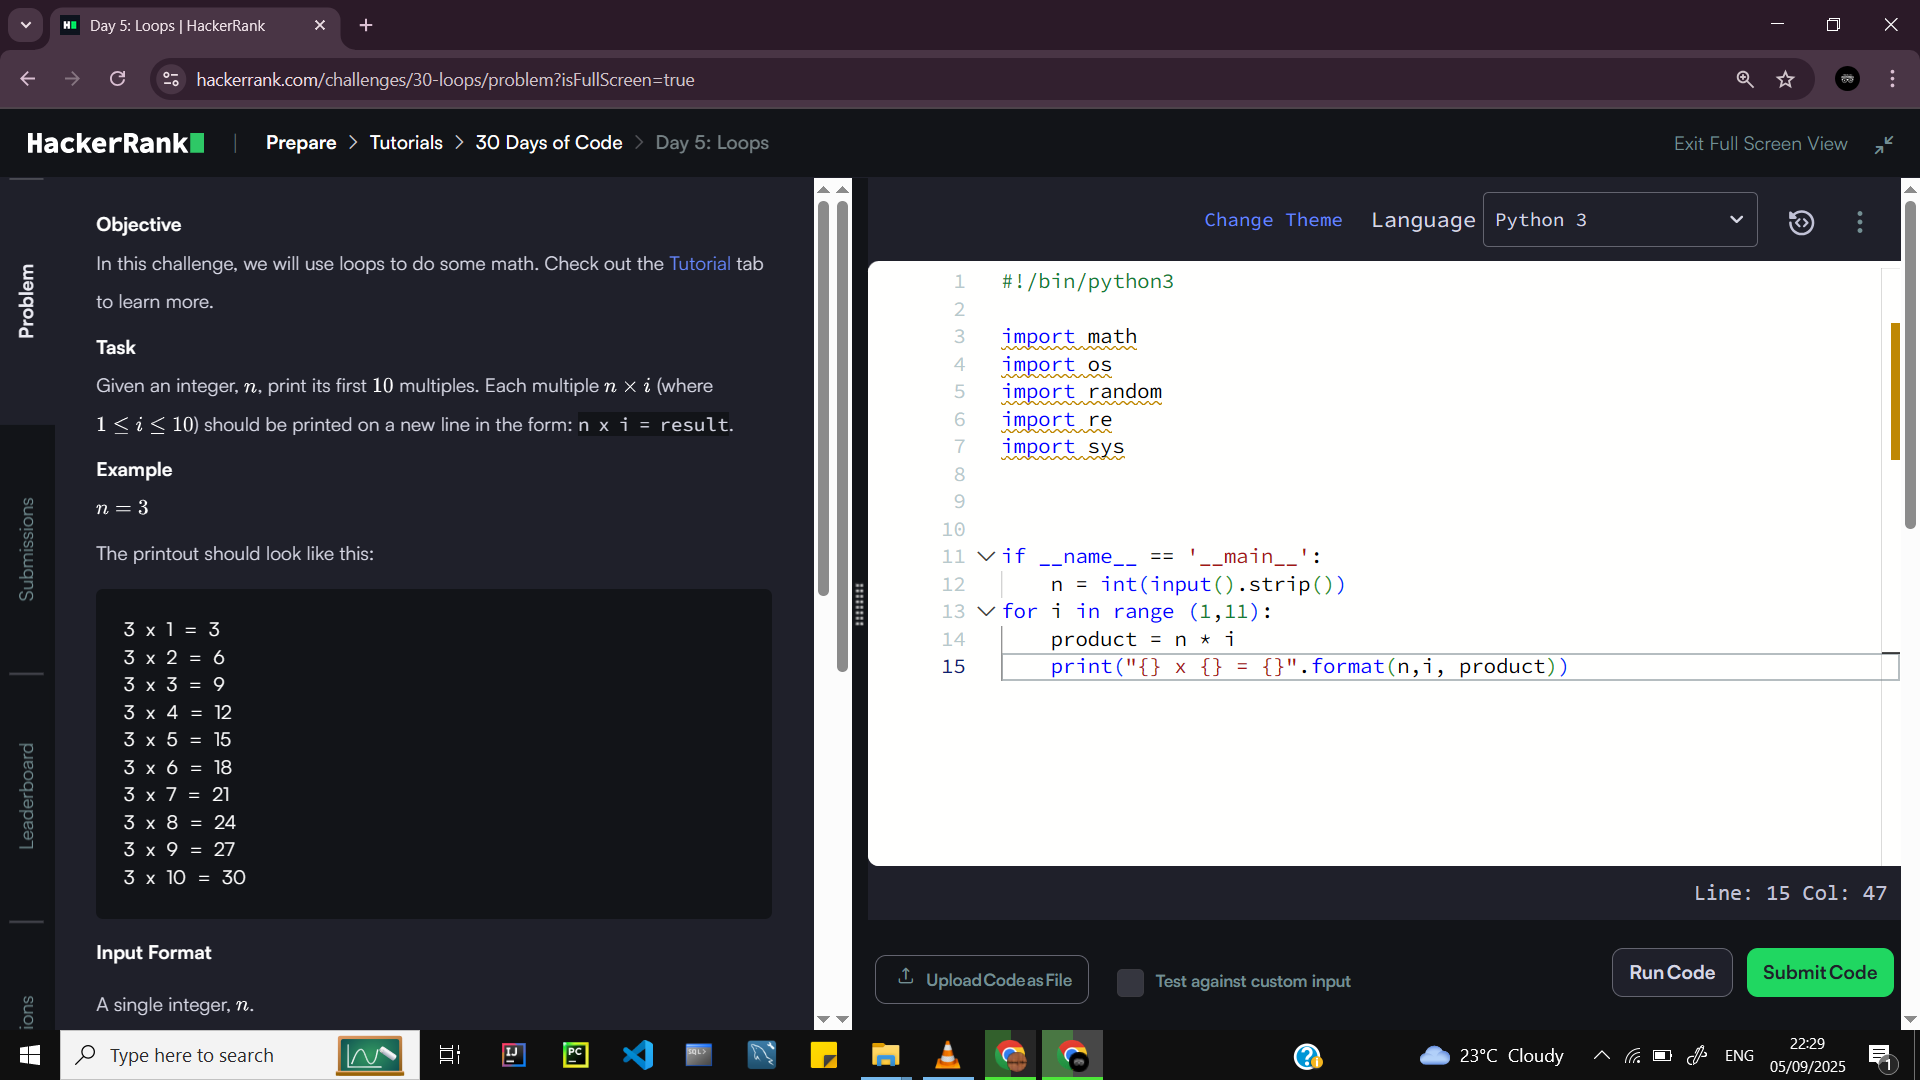 Day 5: Loops | HackerRank
hackerrank.com/challenges/30-loops/problem?isFullScreen=true
HackerRank
Prepare > Tutorials > 30 Days of Code > Day 5: Loops
Exit Full Screen View
Problem
Submissions
Leaderboard
Objective
In this challenge, we will use loops to do some math. Check out the Tutorial tab
to learn more.
Task
Given an integer, n, print its first 10 multiples. Each multiple n × i (where
1 ≤ i ≤ 10) should be printed on a new line in the form: n x i = result.
Example
n = 3
The printout should look like this:
3 x 1 = 3
3 x 2 = 6
3 x 3 = 9
3 x 4 = 12
3 x 5 = 15
3 x 6 = 18
3 x 7 = 21
3 x 8 = 24
3 x 9 = 27
3 x 10 = 30
Input Format
A single integer, n.
Change Theme Language Python 3
1 #!/bin/python3
2
3 import math
4 import os
5 import random
6 import re
7 import sys
8
9
10
11 if __name__ == '__main__':
12     n = int(input().strip())
13 for i in range (1,11):
14     product = n * i
15     print("{} x {} = {}".format(n,i, product))
Line: 15 Col: 47
Upload Code as File
Test against custom input
Run Code
Submit Code
Type here to search
23°C Cloudy
ENG
22:29
05/09/2025
1